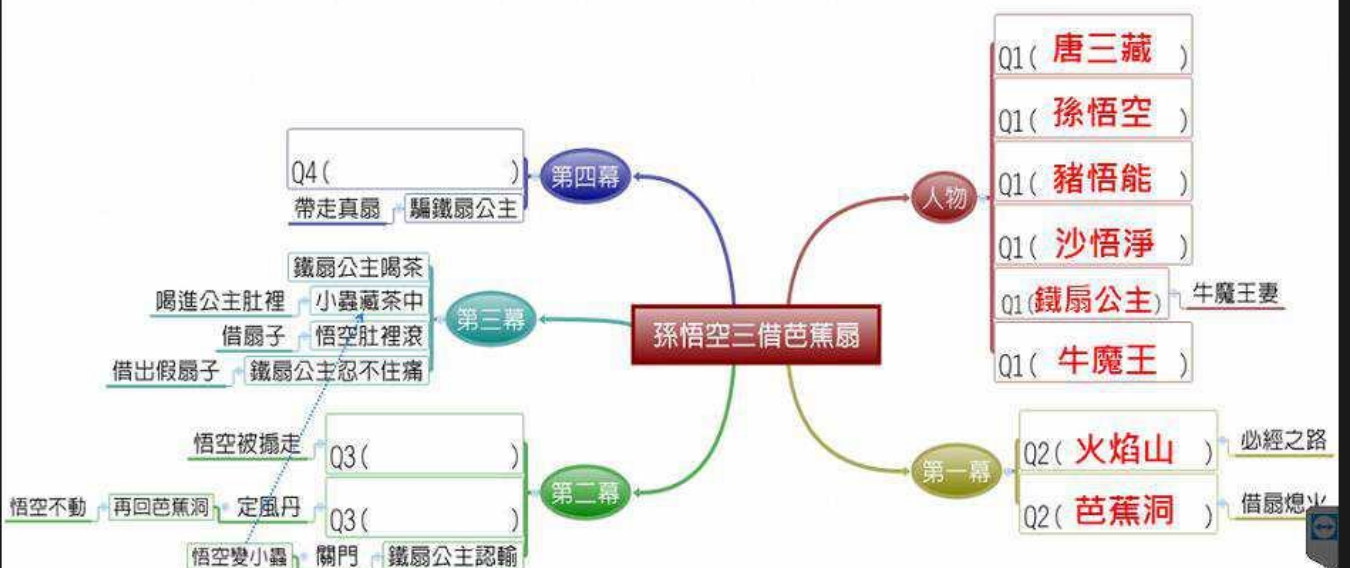 孫悟空三借芭蕉扇
人物
Q1( 唐三藏 )
Q1( 孫悟空 )
Q1( 豬悟能 )
Q1( 沙悟淨 )
Q1(鐵扇公主) 牛魔王妻
Q1( 牛魔王 )
第一幕
Q2( 火焰山 ) 必經之路
Q2( 芭蕉洞 ) 借扇熄火
第二幕
悟空被搧走 Q3( )
悟空不動 再回芭蕉洞 定風丹 Q3( )
悟空變小蟲 關門 鐵扇公主認輸
第三幕
鐵扇公主喝茶
喝進公主肚裡 小蟲藏茶中
借扇子 悟空肚裡滾
借出假扇子 鐵扇公主忍不住痛
第四幕
Q4( )
帶走真扇 騙鐵扇公主